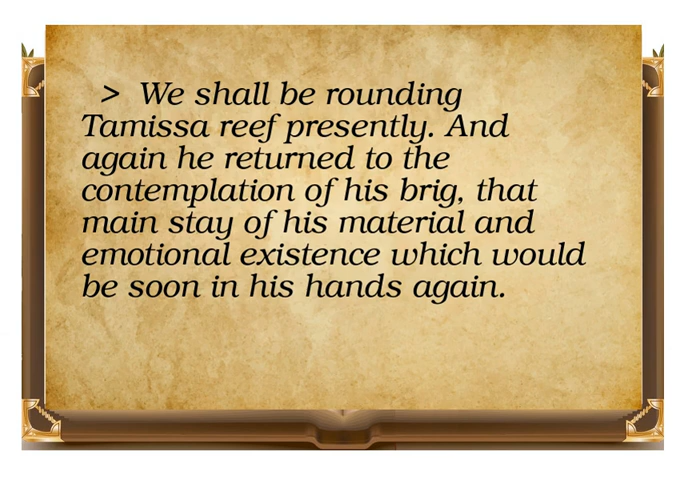 > We shall be rounding
Tamissa reef presently. And
again he returned to the
contemplation of his brig, that
main stay of his material and
emotional existence which would
be soon in his hands again.